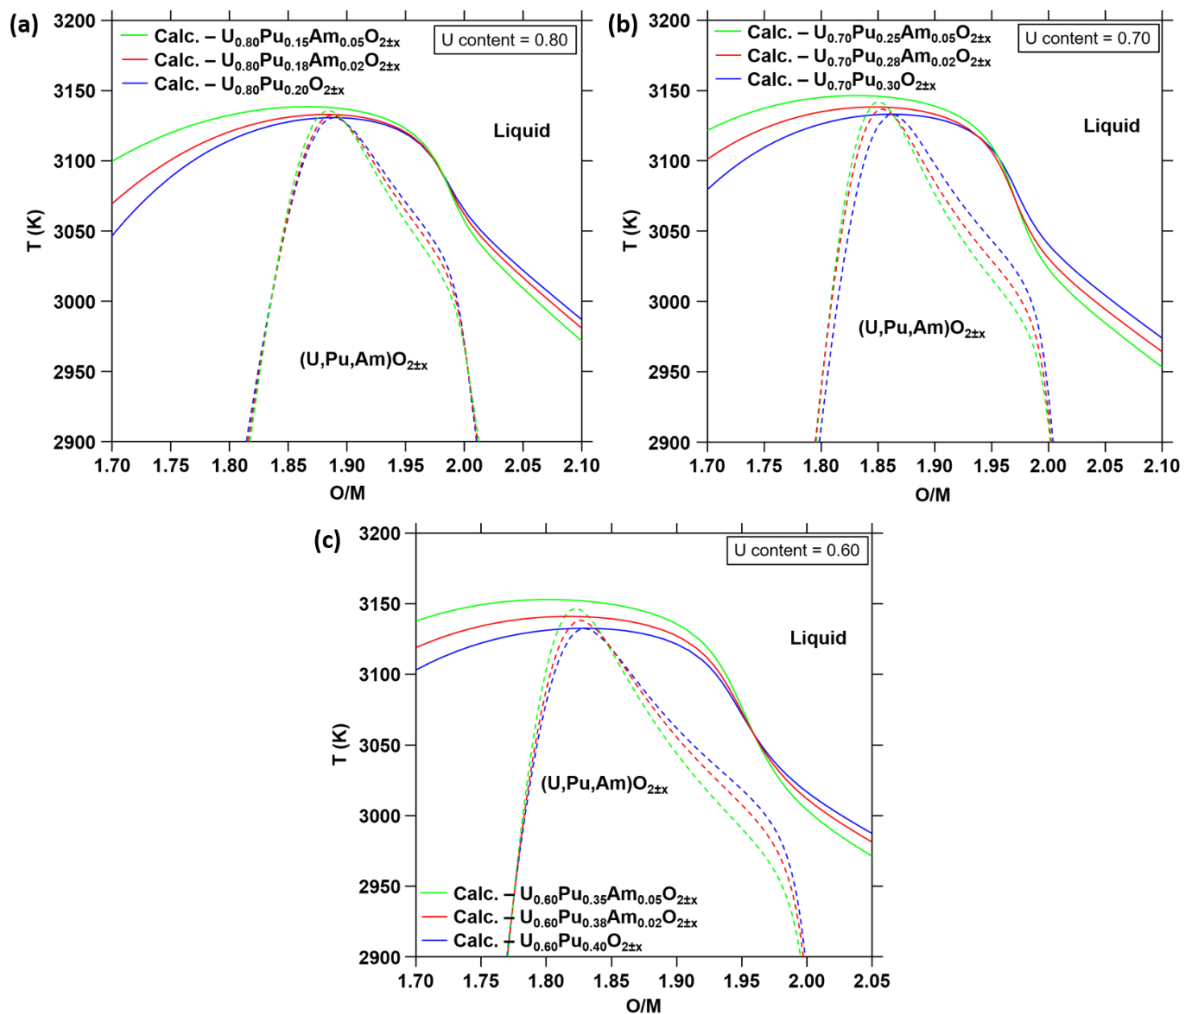 (a)
3200
3150
3100
3050
3000
2950
2900
T (K)
Calc. – U0.80Pu0.15Am0.05O2±x
Calc. – U0.80Pu0.18Am0.02O2±x
Calc. – U0.80Pu0.20O2±x
U content = 0.80
Liquid
(U,Pu,Am)O2±x
1.70 1.75 1.80 1.85 1.90 1.95 2.00 2.05 2.10
O/M
(b)
3200
3150
3100
3050
3000
2950
2900
T (K)
Calc. – U0.70Pu0.25Am0.05O2±x
Calc. – U0.70Pu0.28Am0.02O2±x
Calc. – U0.70Pu0.30O2±x
U content = 0.70
Liquid
(U,Pu,Am)O2±x
1.70 1.75 1.80 1.85 1.90 1.95 2.00 2.05 2.10
O/M
(c)
3200
3150
3100
3050
3000
2950
2900
T (K)
U content = 0.60
Liquid
(U,Pu,Am)O2±x
Calc. – U0.60Pu0.35Am0.05O2±x
Calc. – U0.60Pu0.38Am0.02O2±x
Calc. – U0.60Pu0.40O2±x
1.70 1.75 1.80 1.85 1.90 1.95 2.00 2.05
O/M